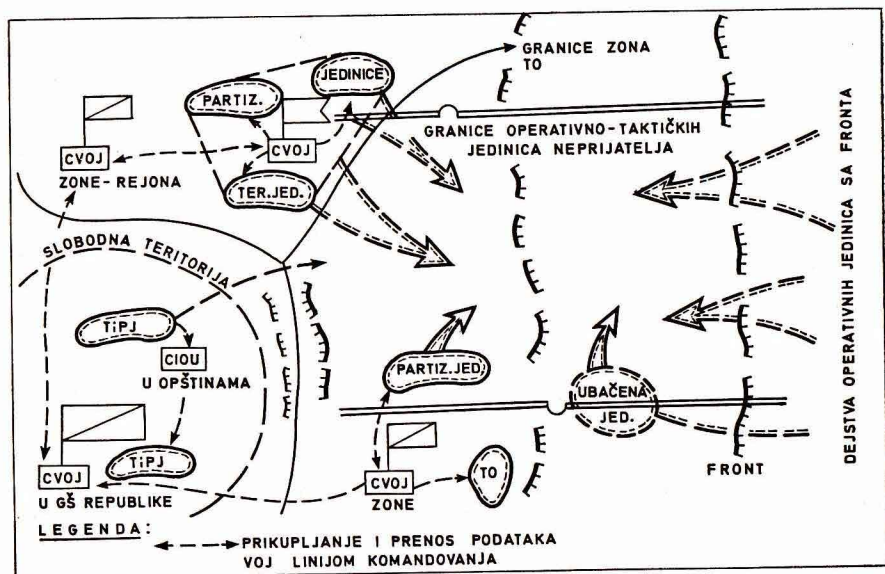 JEDINICE
GRANICE ZONA
TO
PARTIZ.
GRANICE OPERATIVNO-TAKTIČKIH
JEDINICA NEPRIJATELJA
CVOJ
ZONE-REJONA
CVOJ
TER.JED.
SLOBODNA TERITORIJA
TiPJ
CIOU
U OPŠTINAMA
PARTIZ.JED.
UBAČENA
JED.
TiPJ
CVOJ
U GŠ REPUBLIKE
CVOJ
ZONE
TO
FRONT
DEJSTVA OPERATIVNIH JEDINICA SA FRONTA
LEGENDA:
PRIKUPLJANJE I PRENOS PODATAKA
VOJ LINIJOM KOMANDOVANJA